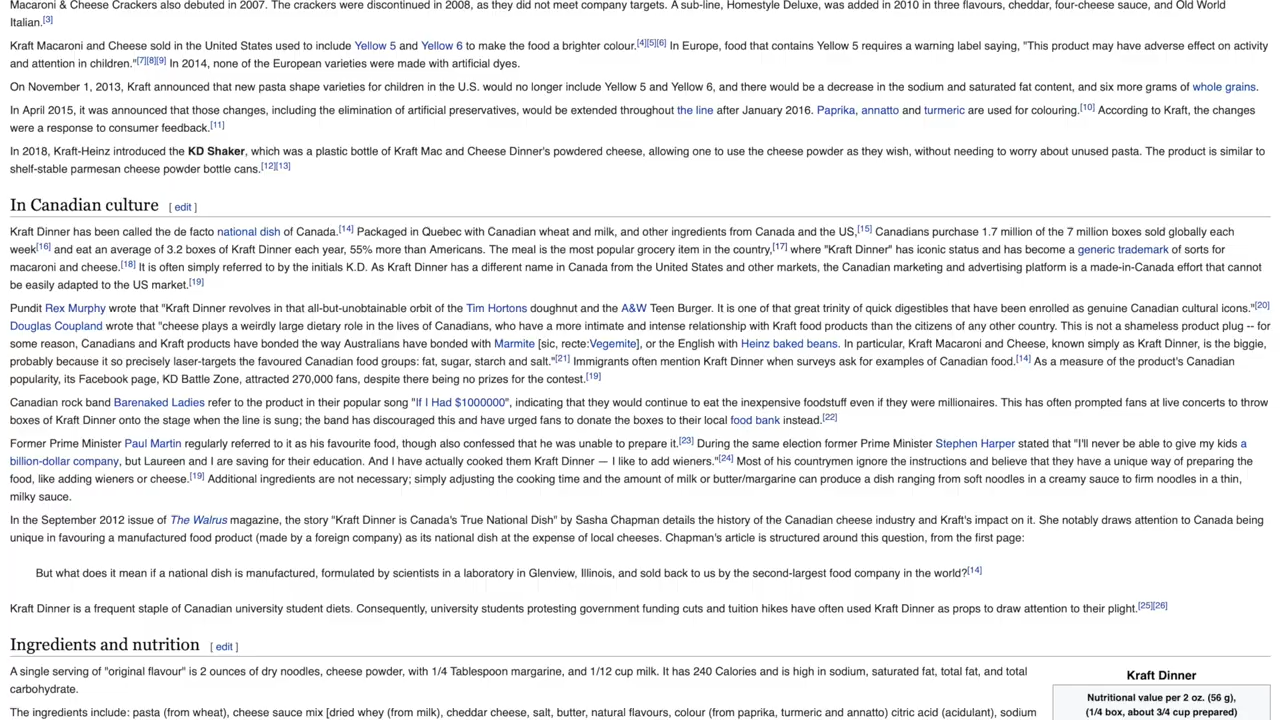 Macaroni & Cheese Crackers also debuted in 2007. The crackers were discontinued in 2008, as they did not meet company targets. A sub-line, Homestyle Deluxe, was added in 2010 in three flavours, cheddar, four-cheese sauce, and Old World
Italian.[3]
Kraft Macaroni and Cheese sold in the United States used to include Yellow 5 and Yellow 6 to make the food a brighter colour.[4][5][6] In Europe, food that contains Yellow 5 requires a warning label saying, "This product may have adverse effect on activity
and attention in children."[7][8][9] In 2014, none of the European varieties were made with artificial dyes.
On November 1, 2013, Kraft announced that new pasta shape varieties for children in the U.S. would no longer include Yellow 5 and Yellow 6, and there would be a decrease in the sodium and saturated fat content, and six more grams of whole grains.
In April 2015, it was announced that those changes, including the elimination of artificial preservatives, would be extended throughout the line after January 2016. Paprika, annatto and turmeric are used for colouring.[10] According to Kraft, the changes
were a response to consumer feedback.[11]
In 2018, Kraft-Heinz introduced the KD Shaker, which was a plastic bottle of Kraft Mac and Cheese Dinner's powdered cheese, allowing one to use the cheese powder as they wish, without needing to worry about unused pasta. The product is similar to
shelf-stable parmesan cheese powder bottle cans.[12][13]
In Canadian culture [ edit ]
Kraft Dinner has been called the de facto national dish of Canada.[14] Packaged in Quebec with Canadian wheat and milk, and other ingredients from Canada and the US,[15] Canadians purchase 1.7 million of the 7 million boxes sold globally each
week[16] and eat an average of 3.2 boxes of Kraft Dinner each year, 55% more than Americans. The meal is the most popular grocery item in the country,[17] where "Kraft Dinner" has iconic status and has become a generic trademark of sorts for
macaroni and cheese.[18] It is often simply referred to by the initials K.D. As Kraft Dinner has a different name in Canada from the United States and other markets, the Canadian marketing and advertising platform is a made-in-Canada effort that cannot
be easily adapted to the US market.[19]
Pundit Rex Murphy wrote that "Kraft Dinner revolves in that all-but-unobtainable orbit of the Tim Hortons doughnut and the A&W Teen Burger. It is one of that great trinity of quick digestibles that have been enrolled as genuine Canadian cultural icons."[20]
Douglas Coupland wrote that "cheese plays a weirdly large dietary role in the lives of Canadians, who have a more intimate and intense relationship with Kraft food products than the citizens of any other country. This is not a shameless product plug -- for
some reason, Canadians and Kraft products have bonded the way Australians have bonded with Marmite [sic, recte:Vegemite], or the English with Heinz baked beans. In particular, Kraft Macaroni and Cheese, known simply as Kraft Dinner, is the biggie,
probably because it so precisely laser-targets the favoured Canadian food groups: fat, sugar, starch and salt."[21] Immigrants often mention Kraft Dinner when surveys ask for examples of Canadian food.[14] As a measure of the product's Canadian
popularity, its Facebook page, KD Battle Zone, attracted 270,000 fans, despite there being no prizes for the contest.[19]
Canadian rock band Barenaked Ladies refer to the product in their popular song "If I Had $1000000", indicating that they would continue to eat the inexpensive foodstuff even if they were millionaires. This has often prompted fans at live concerts to throw
boxes of Kraft Dinner onto the stage when the line is sung; the band has discouraged this and have urged fans to donate the boxes to their local food bank instead.[22]
Former Prime Minister Paul Martin regularly referred to it as his favourite food, though also confessed that he was unable to prepare it.[23] During the same election former Prime Minister Stephen Harper stated that "I'll never be able to give my kids a
billion-dollar company, but Laureen and I are saving for their education. And I have actually cooked them Kraft Dinner — I like to add wieners."[24] Most of his countrymen ignore the instructions and believe that they have a unique way of preparing the
food, like adding wieners or cheese.[19] Additional ingredients are not necessary; simply adjusting the cooking time and the amount of milk or butter/margarine can produce a dish ranging from soft noodles in a creamy sauce to firm noodles in a thin,
milky sauce.
In the September 2012 issue of The Walrus magazine, the story "Kraft Dinner is Canada's True National Dish" by Sasha Chapman details the history of the Canadian cheese industry and Kraft's impact on it. She notably draws attention to Canada being
unique in favouring a manufactured food product (made by a foreign company) as its national dish at the expense of local cheeses. Chapman's article is structured around this question, from the first page:
But what does it mean if a national dish is manufactured, formulated by scientists in a laboratory in Glenview, Illinois, and sold back to us by the second-largest food company in the world?[14]
Kraft Dinner is a frequent staple of Canadian university student diets. Consequently, university students protesting government funding cuts and tuition hikes have often used Kraft Dinner as props to draw attention to their plight.[25][26]
Ingredients and nutrition [ edit ]
A single serving of "original flavour" is 2 ounces of dry noodles, cheese powder, with 1/4 Tablespoon margarine, and 1/12 cup milk. It has 240 Calories and is high in sodium, saturated fat, total fat, and total
carbohydrate.
The ingredients include: pasta (from wheat), cheese sauce mix [dried whey (from milk), cheddar cheese, salt, butter, natural flavours, colour (from paprika, turmeric and annatto) citric acid (acidulant), sodium
Kraft Dinner
Nutritional value per 2 oz. (56 g),
(1/4 box, about 3/4 cup prepared)